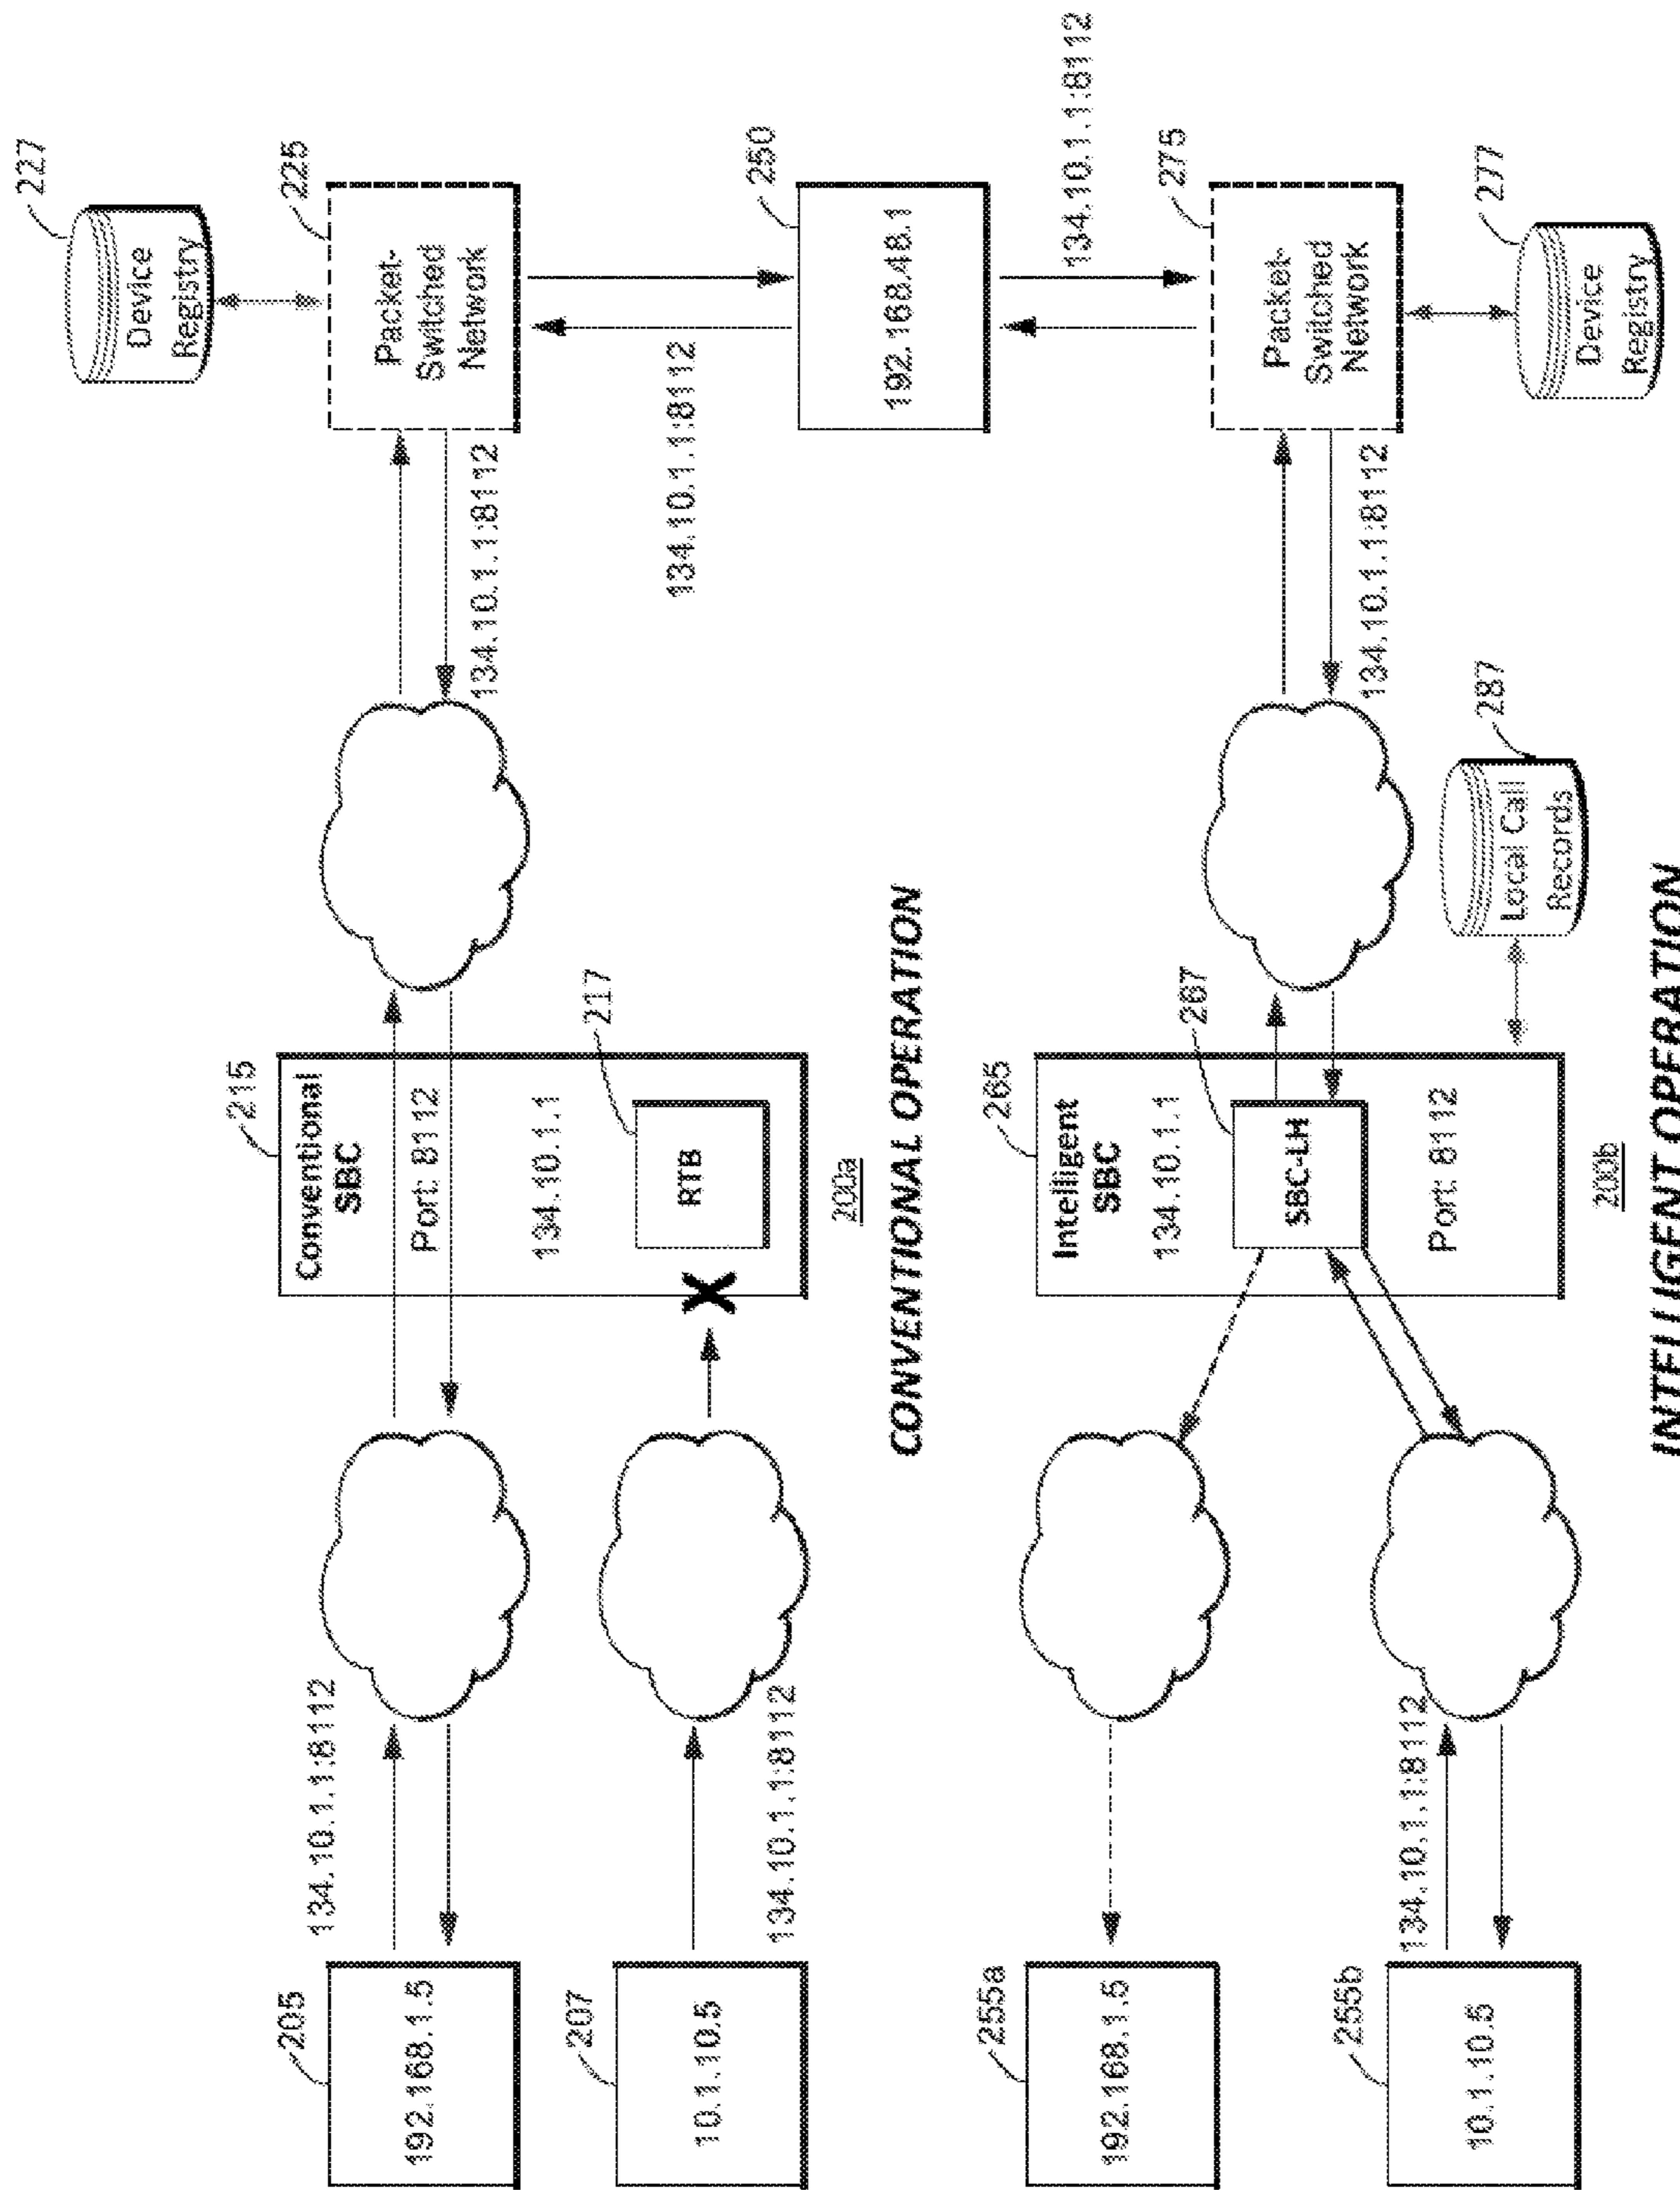 205
192.168.1.5
134.10.1.1:8112
215
Conventional
SBC
Port: 8112
134.10.1.1
217
RTB
134.10.1.1:8112
225
Packet-
Switched
Network
227
Device
Registry
207
10.1.10.5
134.10.1.1:8112
200a
CONVENTIONAL OPERATION
134.10.1.1:8112
250
192.168.48.1
134.10.1.1:8112
255a
192.168.1.5
265
Intelligent
SBC
134.10.1.1
267
SBC-LH
Port: 8112
275
Packet-
Switched
Network
134.10.1.1:8112
255b
10.1.10.5
134.10.1.1:8112
287
Local Call
Records
277
Device
Registry
200b
INTELLIGENT OPERATION